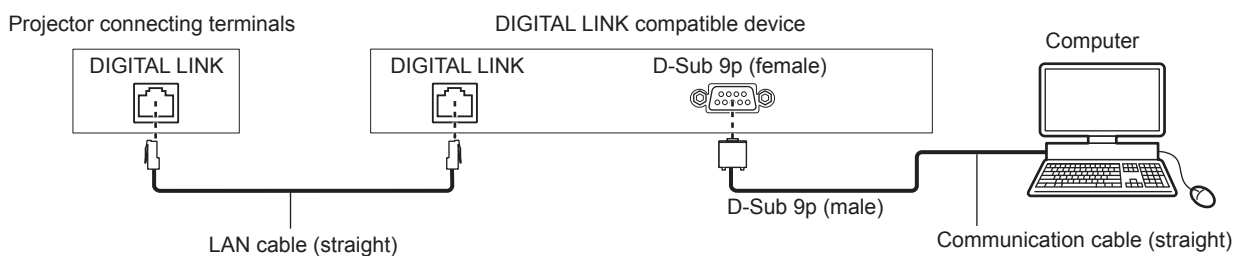 Projector connecting terminals
DIGITAL LINK compatible device
Computer
DIGITAL LINK
DIGITAL LINK
D-Sub 9p (female)
D-Sub 9p (male)
LAN cable (straight)
Communication cable (straight)